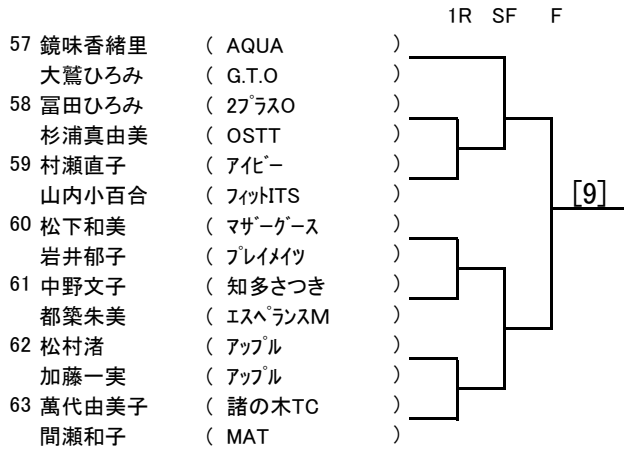 1R SF F
57 鏡味香緒里 ( AQUA )
大鷲ひろみ ( G.T.O )
58 冨田ひろみ ( 2プラスO )
杉浦真由美 ( OSTT )
59 村瀬直子 ( アイビー )
山内小百合 ( フィットITS )
[9]
60 松下和美 ( マザーグース )
岩井郁子 ( プレイメイツ )
61 中野文子 ( 知多さつき )
都築朱美 ( エスペランスM )
62 松村渚 ( アップル )
加藤一実 ( アップル )
63 萬代由美子 ( 諸の木TC )
間瀬和子 ( MAT )